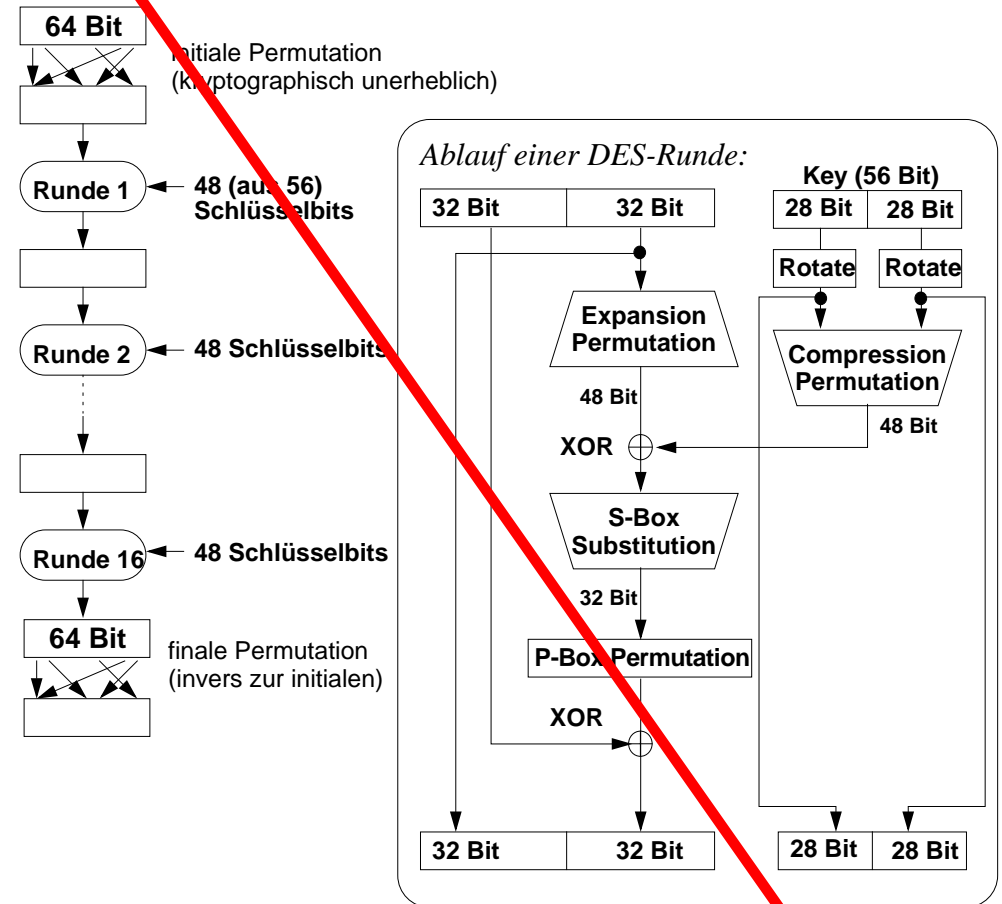 64 Bit
initiale Permutation
(kryptographisch unerheblich)
Runde 1
48 (aus 56)
Schlüsselbits
Runde 2
48 Schlüsselbits
Runde 16
48 Schlüsselbits
64 Bit
finale Permutation
(invers zur initialen)
Ablauf einer DES-Runde:
32 Bit
32 Bit
Key (56 Bit)
28 Bit
28 Bit
Rotate
Rotate
Expansion
Permutation
Compression
Permutation
48 Bit
48 Bit
XOR
S-Box
Substitution
32 Bit
P-Box Permutation
XOR
32 Bit
32 Bit
28 Bit
28 Bit